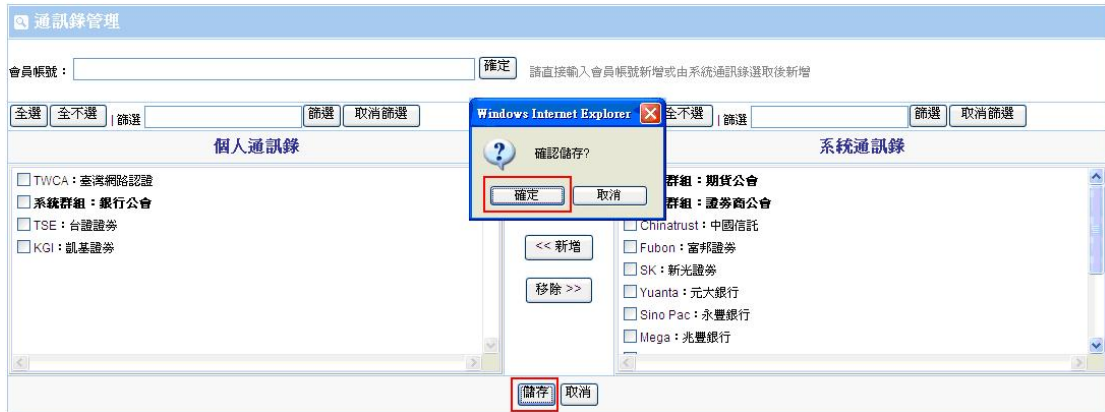 通訊錄管理
會員帳號： 確定 請直接輸入會員帳號新增或由系統通訊錄選取後新增
全選 全不選 | 篩選 篩選 取消篩選
全不選 | 篩選 篩選 取消篩選
個人通訊錄
TWCA：臺灣網路認證
系統群組：銀行公會
TSE：台證證券
KGI：凱基證券
Windows Internet Explorer
確認儲存?
確定 取消
<< 新增
移除 >>
系統通訊錄
群組：期貨公會
群組：證券商公會
Chinatrust：中國信託
Fubon：富邦證券
SK：新光證券
Yuanta：元大銀行
Sino Pac：永豐銀行
Mega：兆豐銀行
儲存 取消